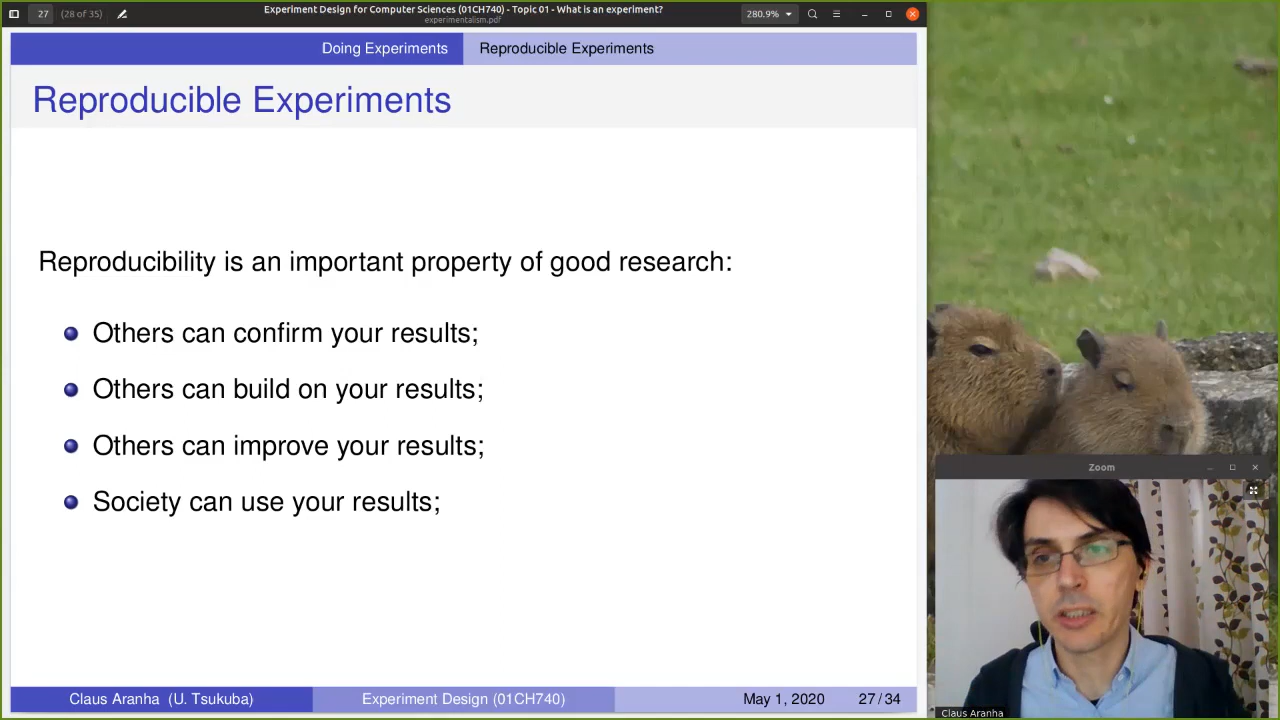 27 (28 of 35) Experiment Design for Computer Sciences (01CH740) - Topic 01 - What is an experiment? 280.9%
experimentalism.pdf
Doing Experiments Reproducible Experiments
Reproducible Experiments
Reproducibility is an important property of good research:
Others can confirm your results;
Others can build on your results;
Others can improve your results;
Society can use your results;
Claus Aranha (U. Tsukuba) Experiment Design (01CH740) May 1, 2020 27/34
Zoom
Claus Aranha